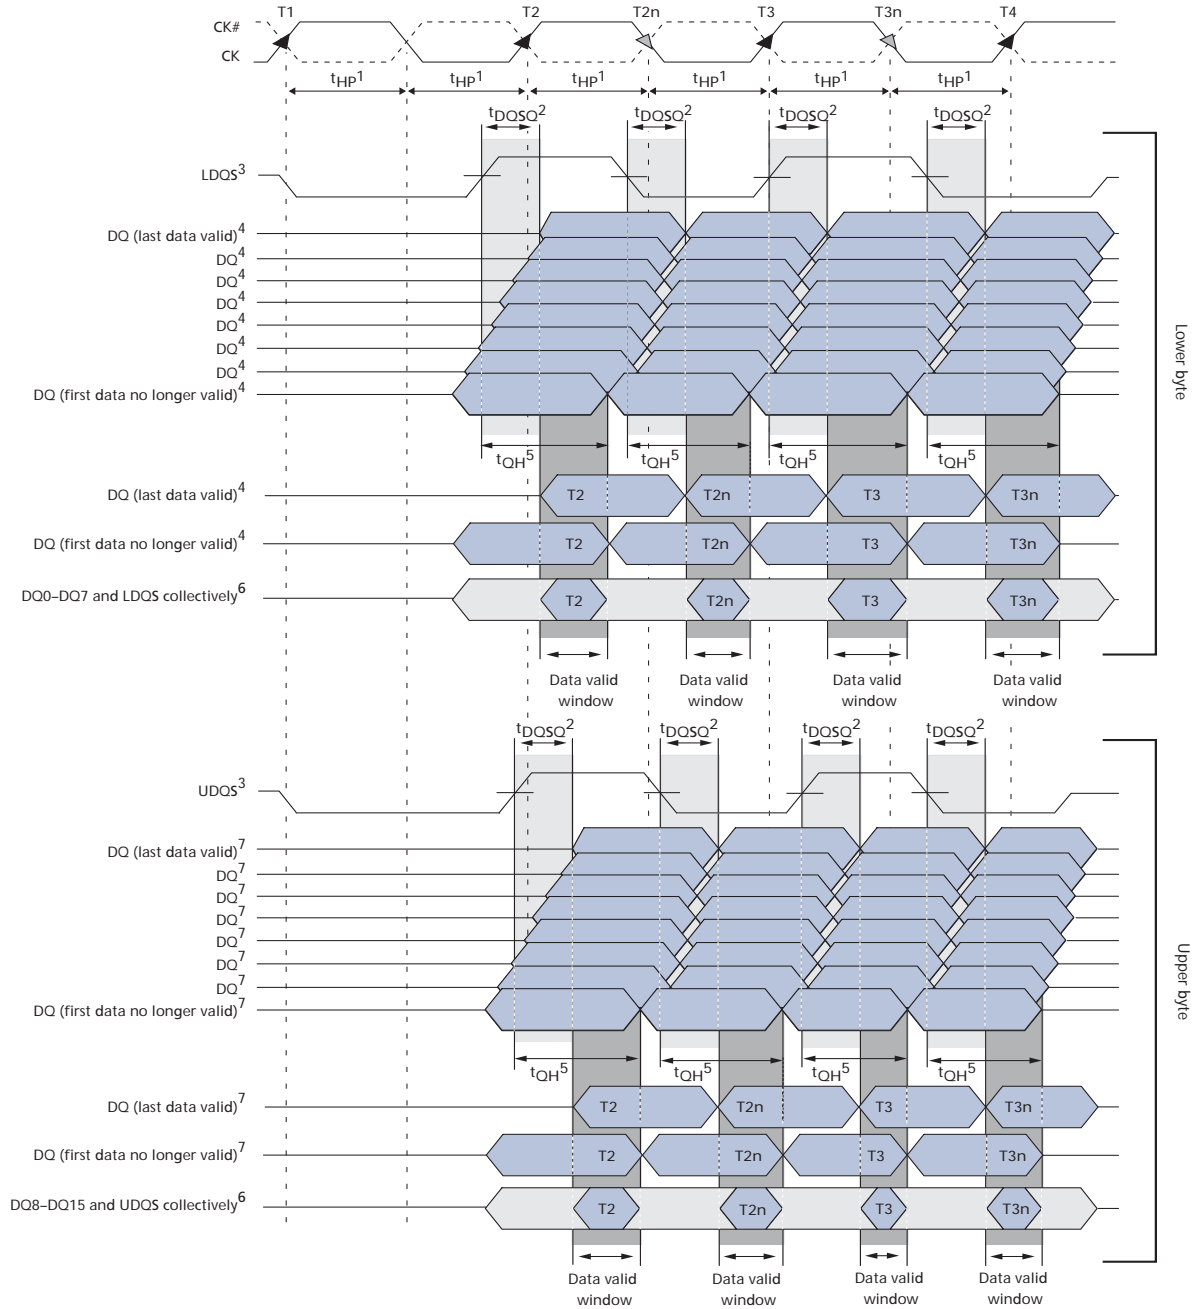 T1 T2 T2n T3 T3n T4
CK#
CK
tHP1 tHP1 tHP1 tHP1 tHP1 tHP1
tDQSQ2 tDQSQ2 tDQSQ2 tDQSQ2
LDQS3
DQ (last data valid)4
DQ4
DQ4
DQ4
DQ4
DQ4
DQ4
DQ (first data no longer valid)4
Lower byte
tQH5 tQH5 tQH5 tQH5
DQ (last data valid)4 T2 T2n T3 T3n
DQ (first data no longer valid)4 T2 T2n T3 T3n
DQ0–DQ7 and LDQS collectively6 T2 T2n T3 T3n
Data valid window Data valid window Data valid window Data valid window
tDQSQ2 tDQSQ2 tDQSQ2 tDQSQ2
UDQS3
DQ (last data valid)7
DQ7
DQ7
DQ7
DQ7
DQ7
DQ7
DQ (first data no longer valid)7
Upper byte
tQH5 tQH5 tQH5 tQH5
DQ (last data valid)7 T2 T2n T3 T3n
DQ (first data no longer valid)7 T2 T2n T3 T3n
DQ8–DQ15 and UDQS collectively6 T2 T2n T3 T3n
Data valid window Data valid window Data valid window Data valid window